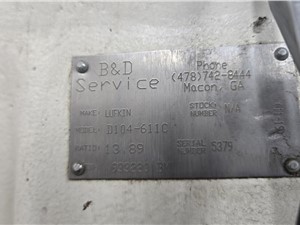 B&D
Service
Phone
(478)742-8444
Macon, GA
MAKE: LUFKIN
STOCK NUMBER N/A
MODEL: D104-611C
RATIO: 13.89
SERIAL NUMBER 5379